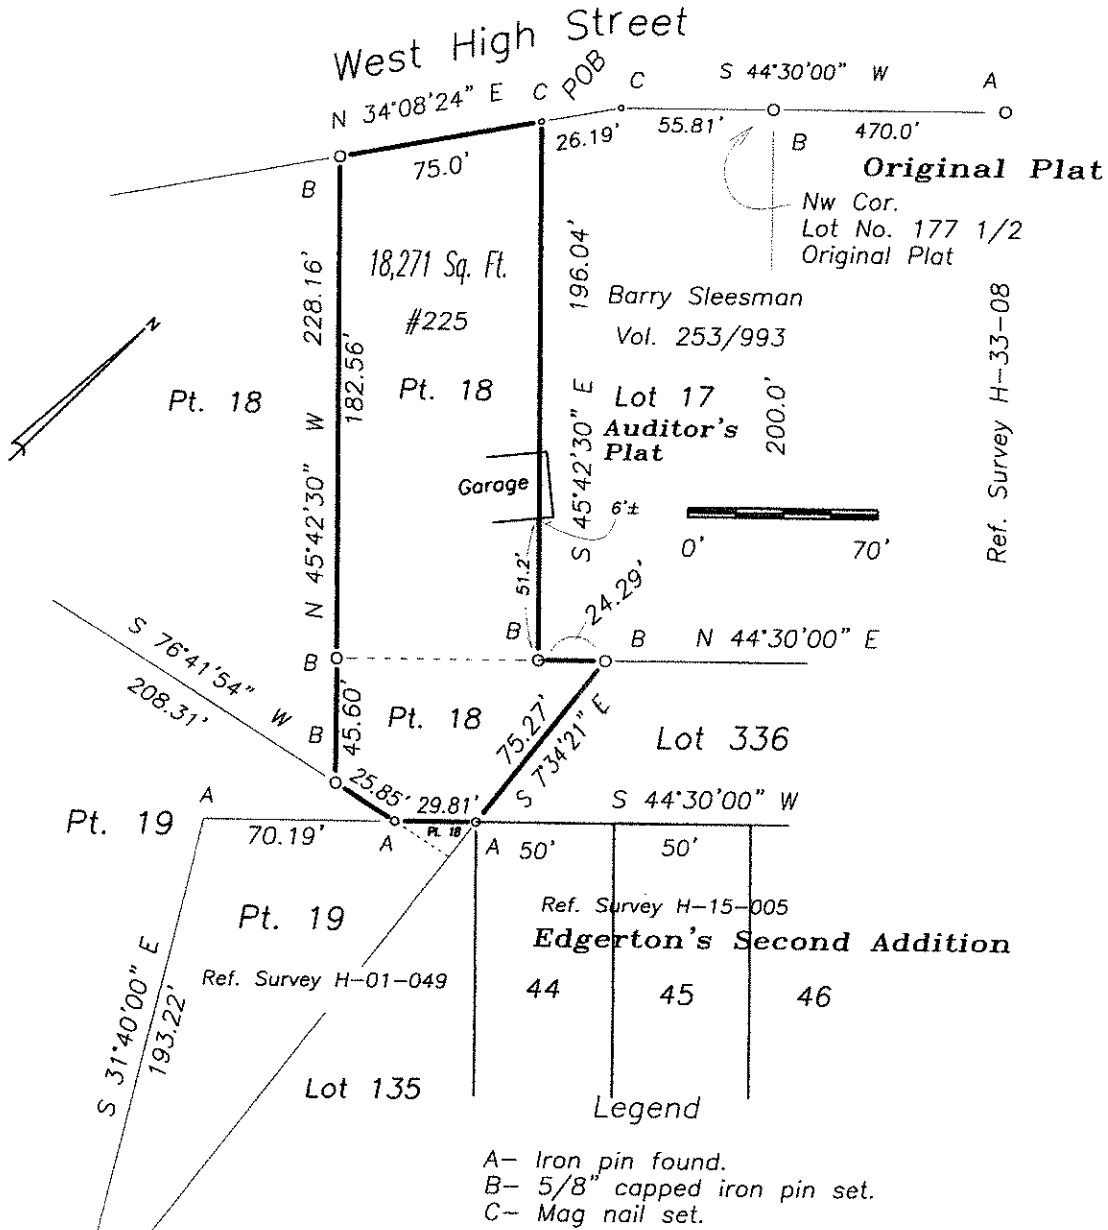 West High Street
N 34°08'24" E
C
POB
C
S 44°30'00" W
A
75.0'
26.19'
55.81'
B
470.0'
B
Original Plat
Nw Cor.
Lot No. 177 1/2
Original Plat
18,271 Sq. Ft.
#225
228.16'
182.56'
N 45°42'30" W
196.04'
S 45°42'30" E
Barry Sleesman
Vol. 253/993
Lot 17
Auditor's
Plat
200.0'
Ref. Survey H-33-08
N
Pt. 18
Pt. 18
Garage
6'±
51.2'
0'
70'
24.29'
B
B
N 44°30'00" E
B
S 76°41'54" W
208.31'
B
45.60'
Pt. 18
75.27'
S 7°34'21" E
Lot 336
25.85'
29.81'
Pt. 18
S 44°30'00" W
Pt. 19
A
70.19'
A
A
50'
50'
Pt. 19
Ref. Survey H-15-005
Edgerton's Second Addition
Ref. Survey H-01-049
44
45
46
S 31°40'00" E
193.22'
Lot 135
Legend
A- Iron pin found.
B- 5/8" capped iron pin set.
C- Mag nail set.